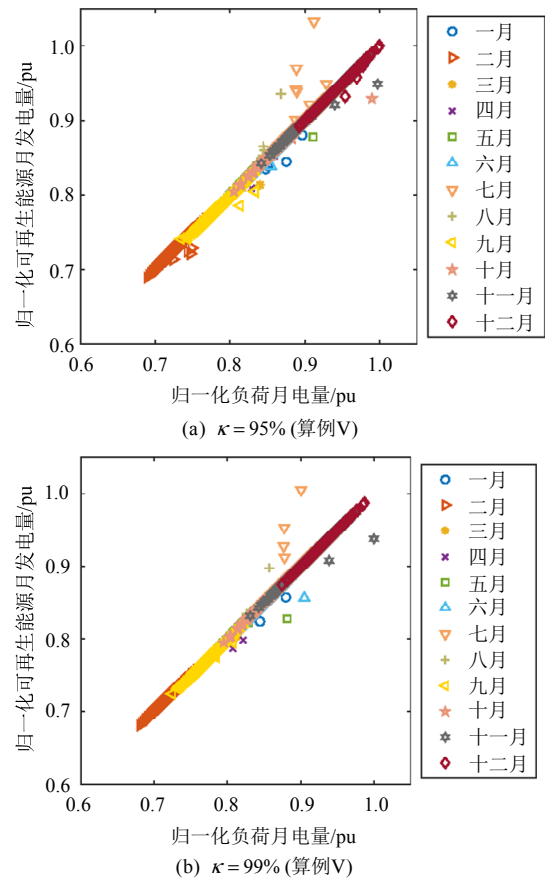 1.0
0.9
0.8
0.7
0.6
归一化可再生能源月发电量/pu
0.6 0.7 0.8 0.9 1.0
归一化负荷月电量/pu
一月
二月
三月
四月
五月
六月
七月
八月
九月
十月
十一月
十二月
(a) κ = 95% (算例V)
1.0
0.9
0.8
0.7
0.6
归一化可再生能源月发电量/pu
0.6 0.7 0.8 0.9 1.0
归一化负荷月电量/pu
一月
二月
三月
四月
五月
六月
七月
八月
九月
十月
十一月
十二月
(b) κ = 99% (算例V)